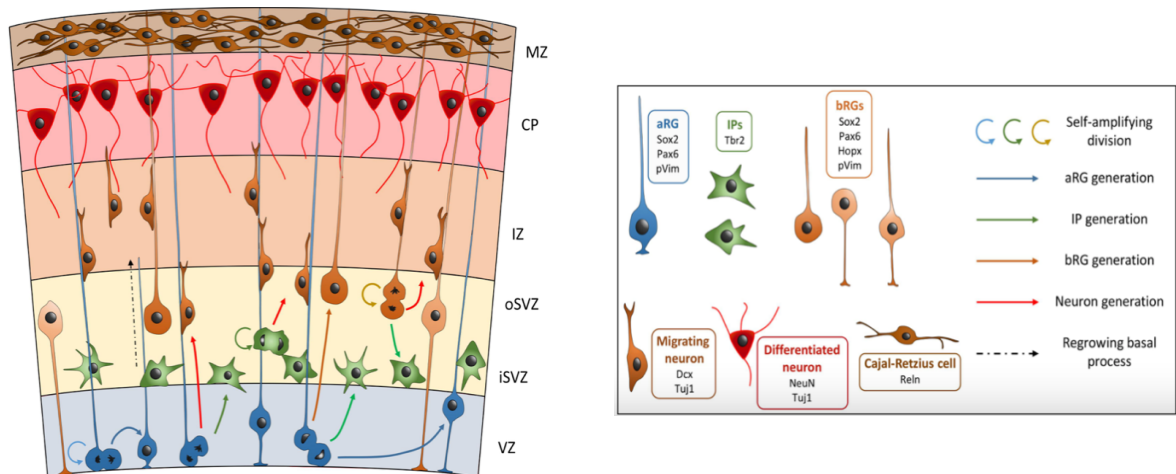 MZ
CP
IZ
oSVZ
iSVZ
VZ
aRG
Sox2
Pax6
pVim
IPs
Tbr2
bRGs
Sox2
Pax6
Hopx
pVim
Self-amplifying
division
aRG generation
IP generation
bRG generation
Neuron generation
Regrowing basal
process
Migrating
neuron
Dcx
Tuj1
Differentiated
neuron
NeuN
Tuj1
Cajal-Retzius cell
Reln